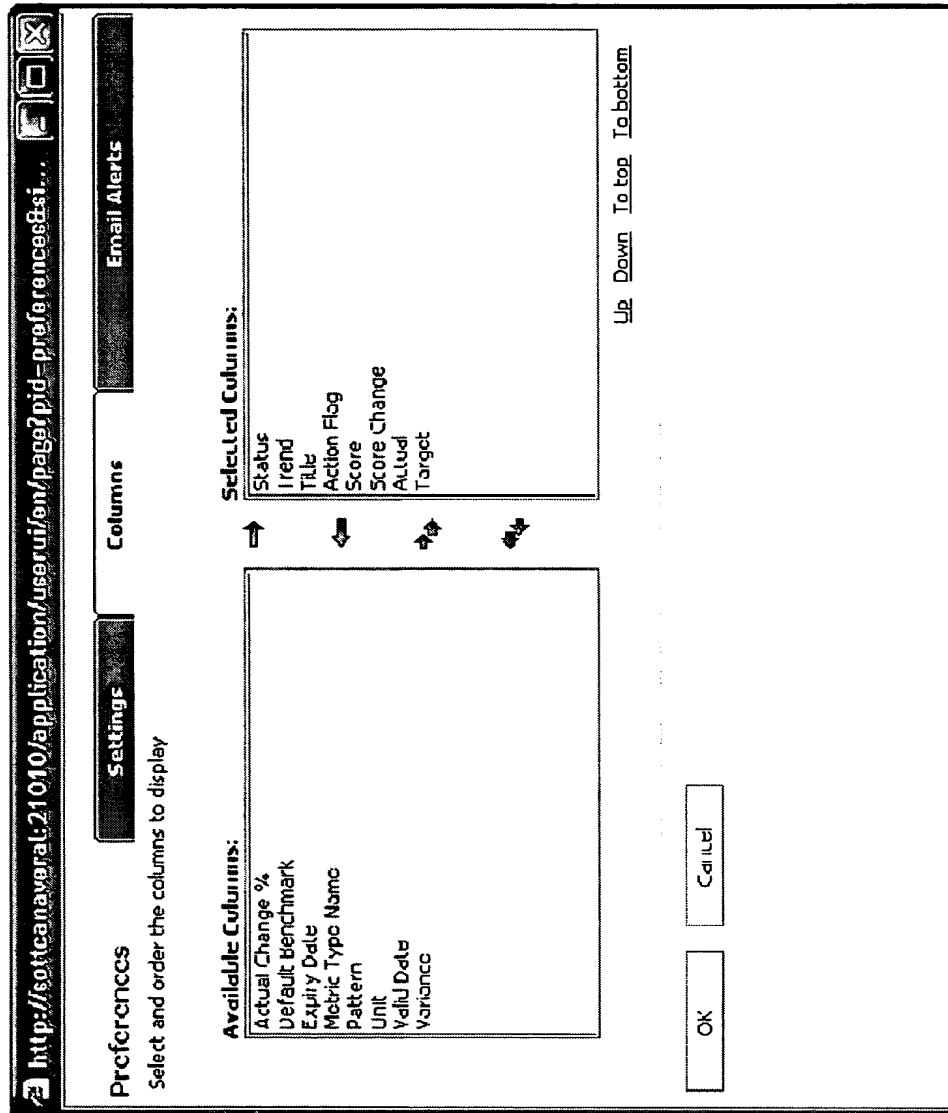 http://sottcanaveral:21010/application/userui/en/page?pid=preferences&si...
Preferences
Settings
Columns
Email Alerts
Select and order the columns to display
Available Columns:
Actual Change %
Default Benchmark
Expiry Date
Metric Type Name
Pattern
Unit
Valid Date
Variance
Selected Columns:
Status
Trend
Title
Action Flag
Score
Score Change
Actual
Target
Up Down To top To bottom
OK
Cancel